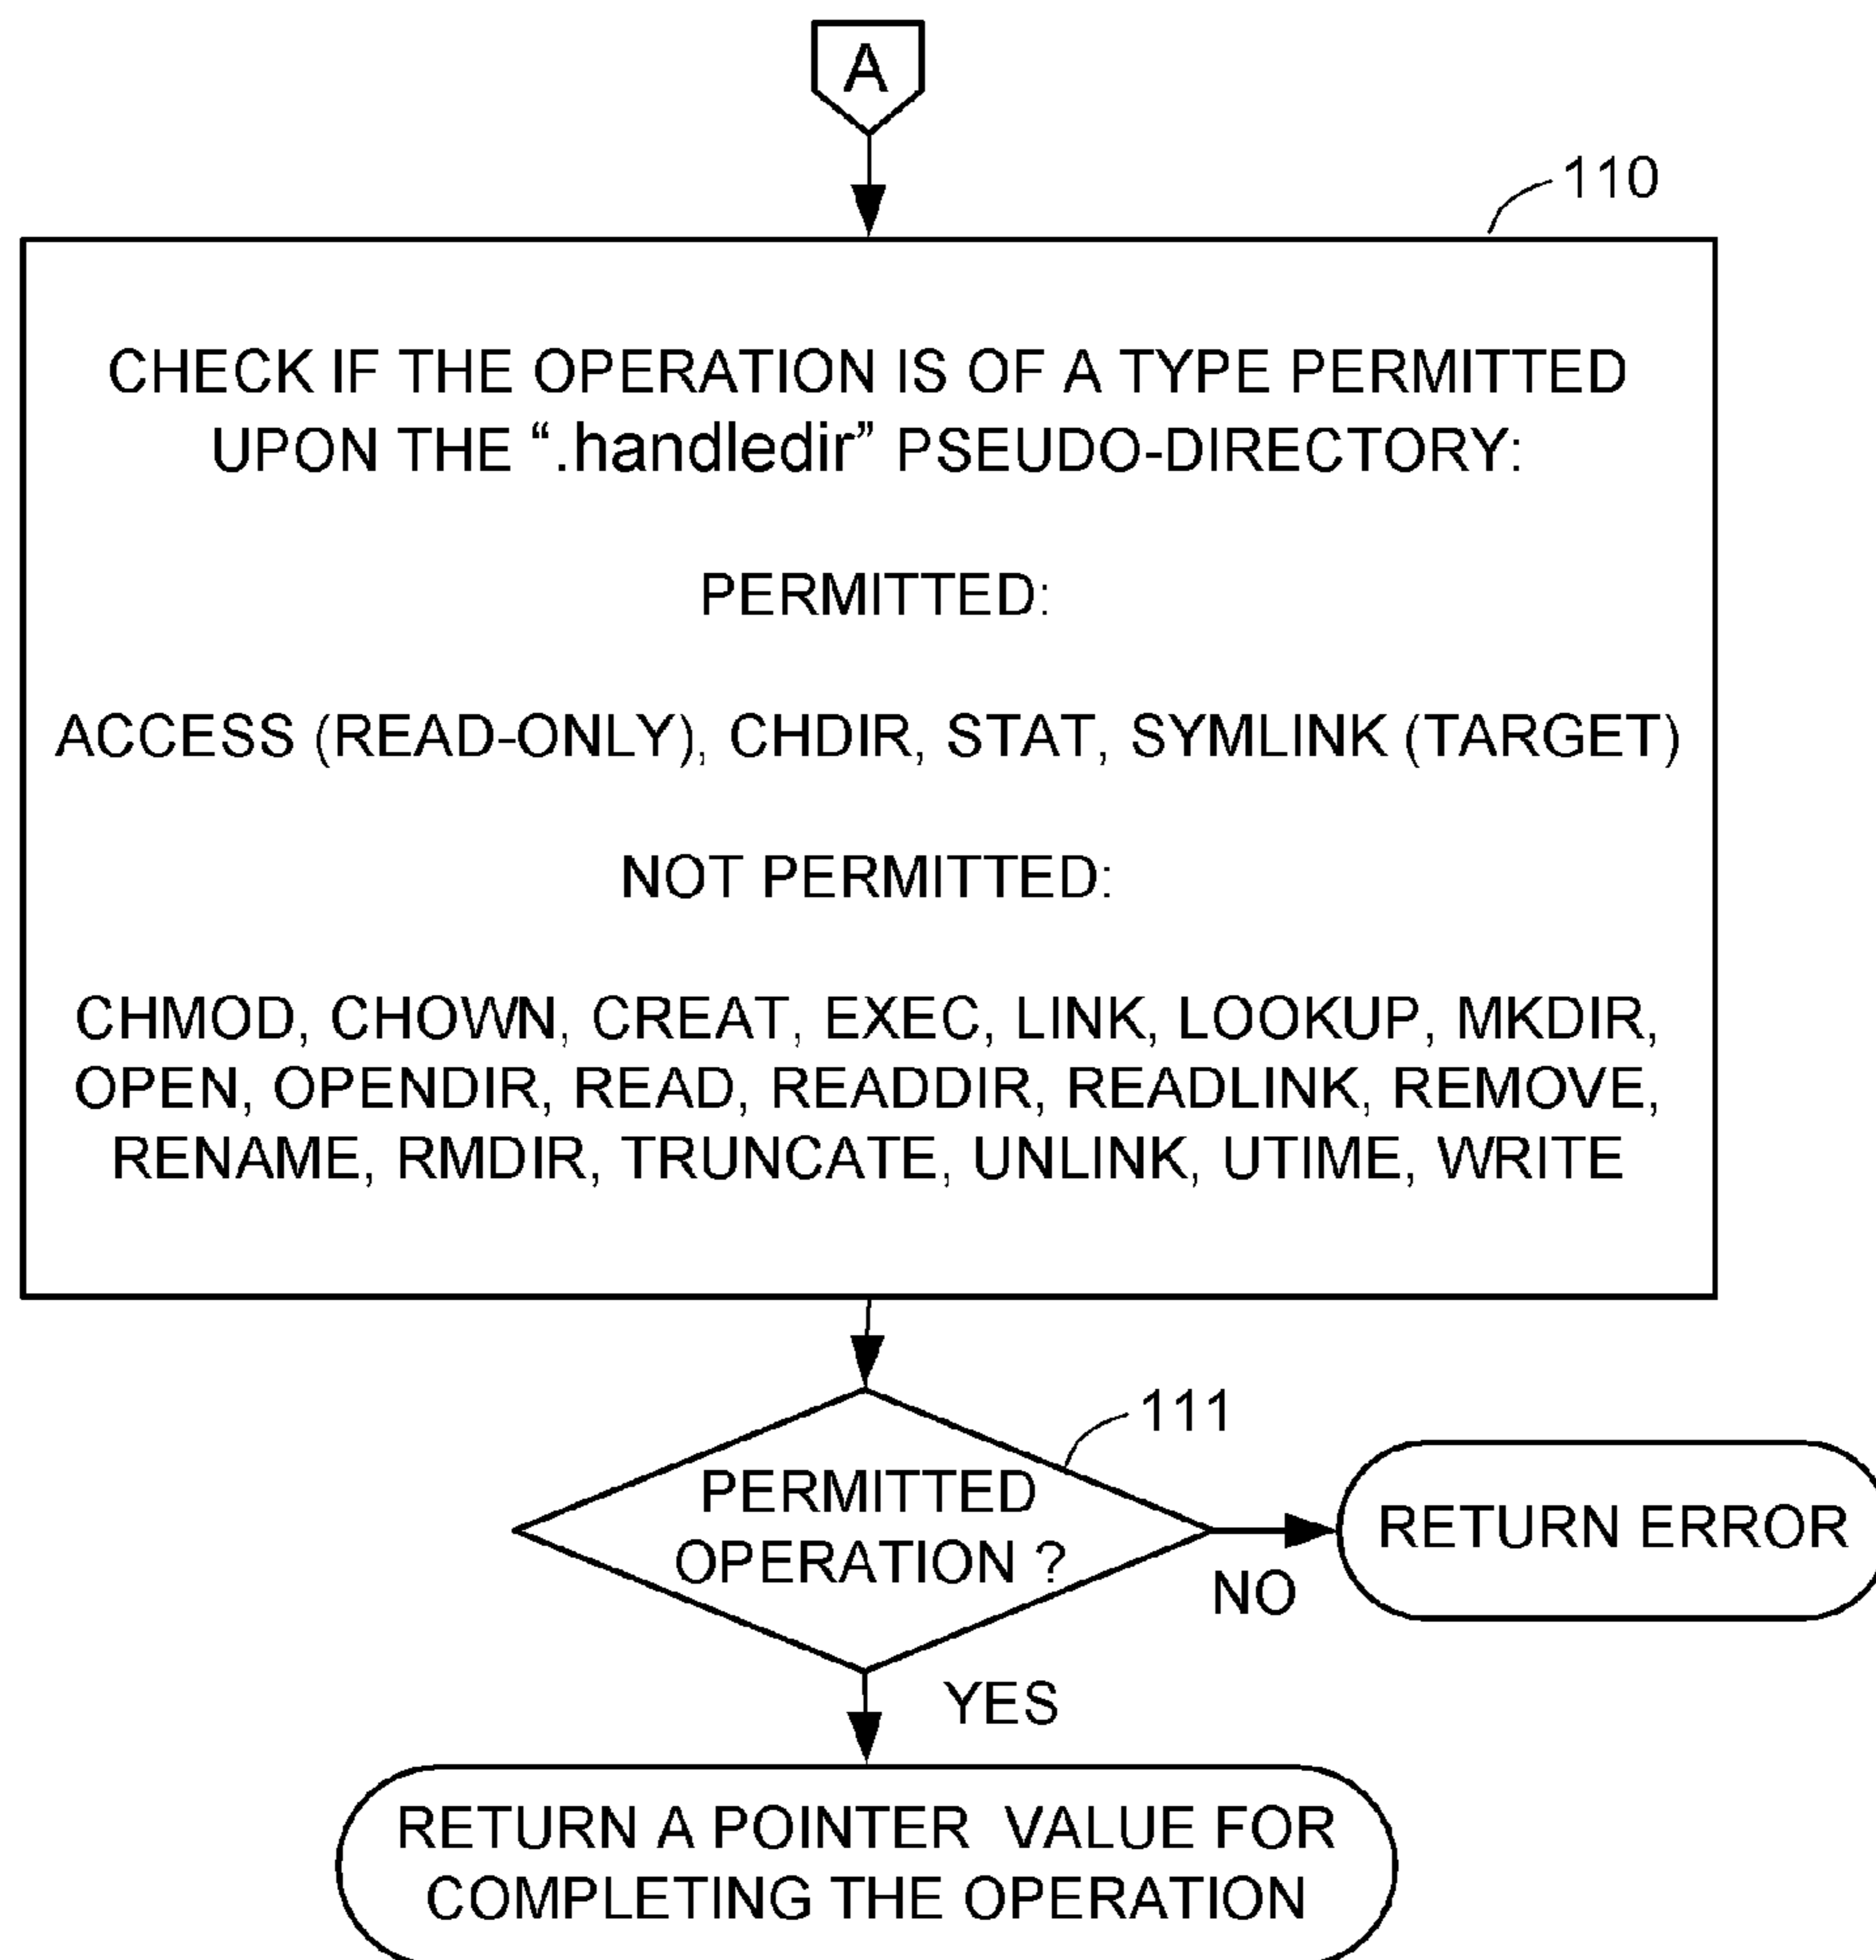 A
110
CHECK IF THE OPERATION IS OF A TYPE PERMITTED
UPON THE “.handledir” PSEUDO-DIRECTORY:
PERMITTED:
ACCESS (READ-ONLY), CHDIR, STAT, SYMLINK (TARGET)
NOT PERMITTED:
CHMOD, CHOWN, CREAT, EXEC, LINK, LOOKUP, MKDIR,
OPEN, OPENDIR, READ, READDIR, READLINK, REMOVE,
RENAME, RMDIR, TRUNCATE, UNLINK, UTIME, WRITE
111
PERMITTED
OPERATION ?
RETURN ERROR
NO
YES
RETURN A POINTER VALUE FOR
COMPLETING THE OPERATION